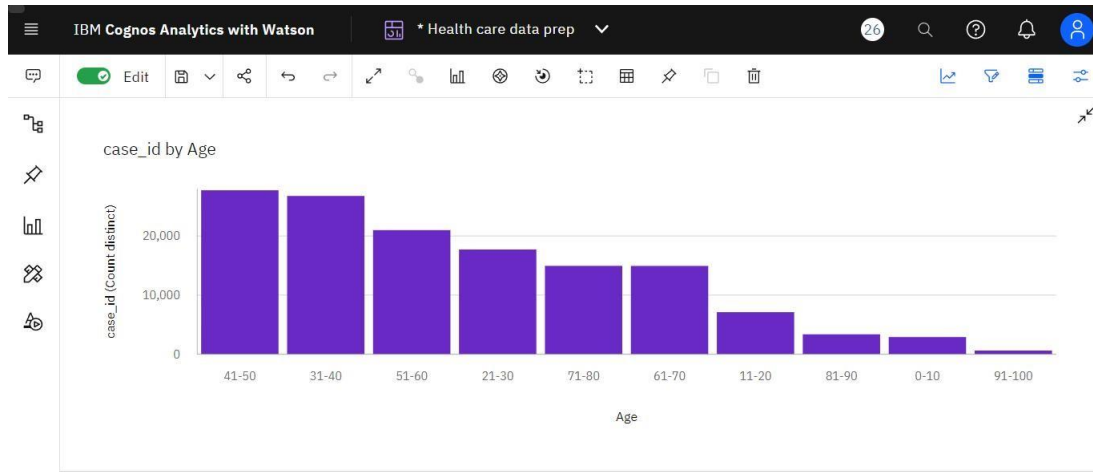 IBM Cognos Analytics with Watson
* Health care data prep
26
Edit
case_id by Age
case_id (Count distinct)
20,000
10,000
0
41-50 31-40 51-60 21-30 71-80 61-70 11-20 81-90 0-10 91-100
Age